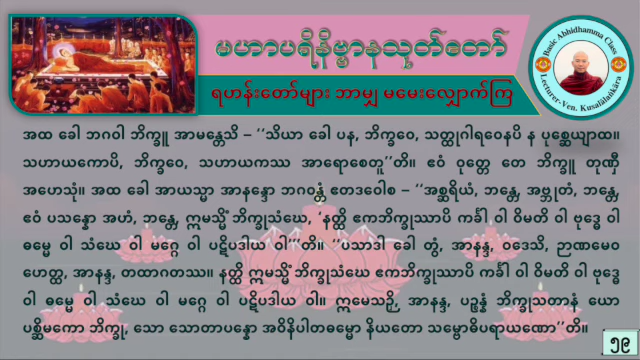 မဟာပရိနိဗ္ဗာနသုတ်တော်
ရဟန်းတော်များ ဘာမျှ မမေးလျှောက်ကြ
Basic Abhidhamma Class
Lecturer-Ven. Kusalālaṅkāra
အထ ခေါ ဘဂဝါ ဘိက္ခူ အာမန္တေသိ – ‘‘သိယာ ခေါ ပန, ဘိက္ခဝေ, သတ္ထုဂါရဝေနပိ န ပုစ္ဆေယျာထ။
သဟာယကောပိ, ဘိက္ခဝေ, သဟာယကဿ အာရောစေတူ’’တိ။ ဧဝံ ဝုတ္တေ တေ ဘိက္ခူ တုဏှီ
အဟေသုံ။ အထ ခေါ အာယသ္မာ အာနန္ဒော ဘဂဝန္တံ ဧတဒဝေါစ – ‘‘အစ္ဆရိယံ, ဘန္တေ, အဗ္ဘုတံ, ဘန္တေ,
ဧဝံ ပသန္နော အဟံ, ဘန္တေ, ဣမသ္မိံ ဘိက္ခုသံဃေ, ‘နတ္ထိ ဧကဘိက္ခုဿာပိ ကင်္ခါ ဝါ ဝိမတိ ဝါ ဗုဒ္ဓေ ဝါ
ဓမ္မေ ဝါ သံဃေ ဝါ မဂ္ဂေ ဝါ ပဋိပဒါယ ဝါ’’’တိ။ ‘‘ပသာဒါ ခေါ တွံ, အာနန္ဒ, ဝဒေသိ, ဉာဏမေဝ
ဟေတ္ထ, အာနန္ဒ, တထာဂတဿ။ နတ္ထိ ဣမသ္မိံ ဘိက္ခုသံဃေ ဧကဘိက္ခုဿာပိ ကင်္ခါ ဝါ ဝိမတိ ဝါ ဗုဒ္ဓေ
ဝါ ဓမ္မေ ဝါ သံဃေ ဝါ မဂ္ဂေ ဝါ ပဋိပဒါယ ဝါ။ ဣမေသဉှိ, အာနန္ဒ, ပဉ္စန္နံ ဘိက္ခုသတာနံ ယော
ပစ္ဆိမကော ဘိက္ခု, သော သောတာပန္နော အဝိနိပါတဓမ္မော နိယတော သမ္ဗောဓိပရာယဏော’’တိ။
၅၉